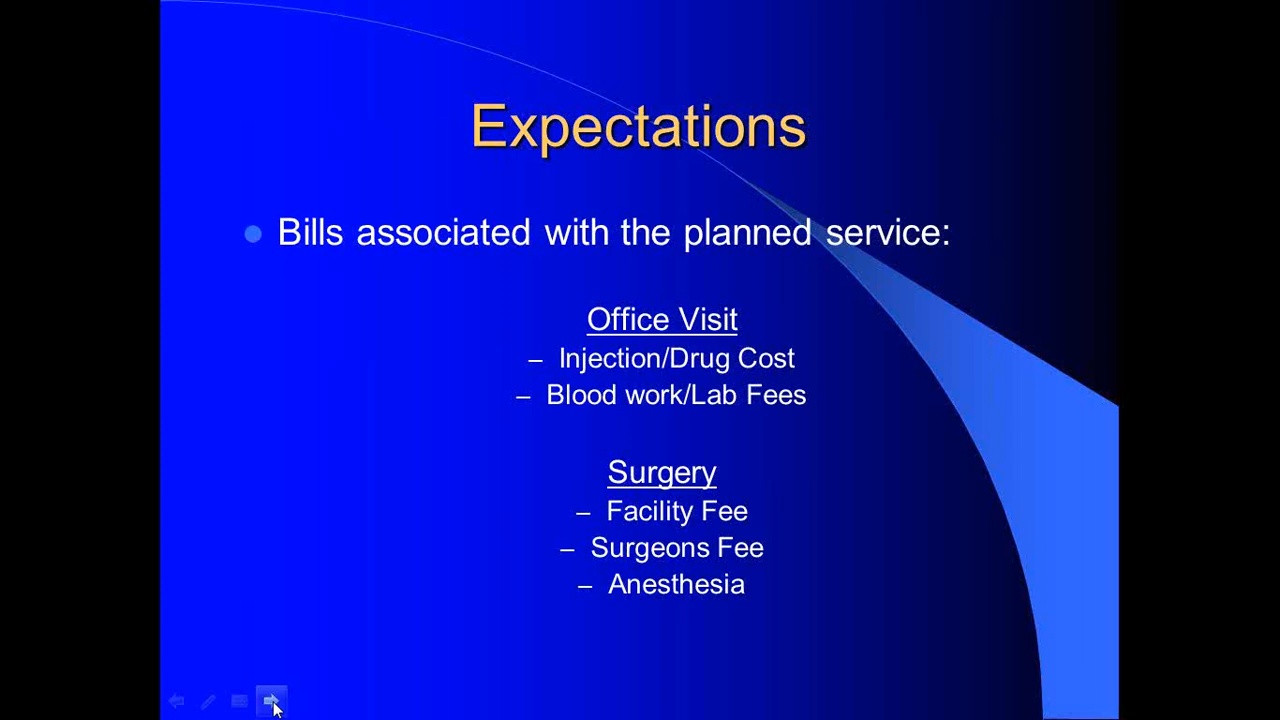 Expectations
Bills associated with the planned service:
Office Visit
– Injection/Drug Cost
– Blood work/Lab Fees
Surgery
– Facility Fee
– Surgeons Fee
– Anesthesia